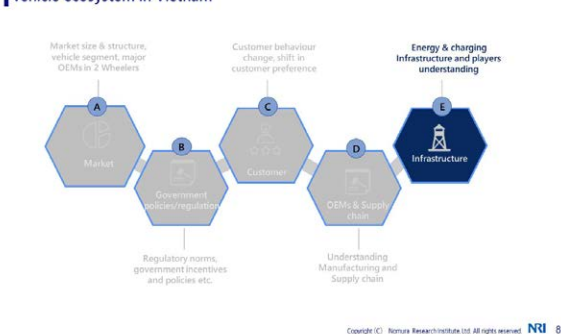 vehicle ecosystem in Vietnam
Market size & structure,
vehicle segment, major
OEMs in 2 Wheelers
Customer behaviour
change, shift in
customer preference
Energy & charging
Infrastructure and players
understanding
A
Market
B
Government
policies/regulation
C
Customer
D
OEMs & Supply
chain
E
Infrastructure
Regulatory norms,
government incentives
and policies etc.
Understanding
Manufacturing and
Supply chain
Copyright (C) Nomura Research Institute Ltd. All rights reserved. NRI 8